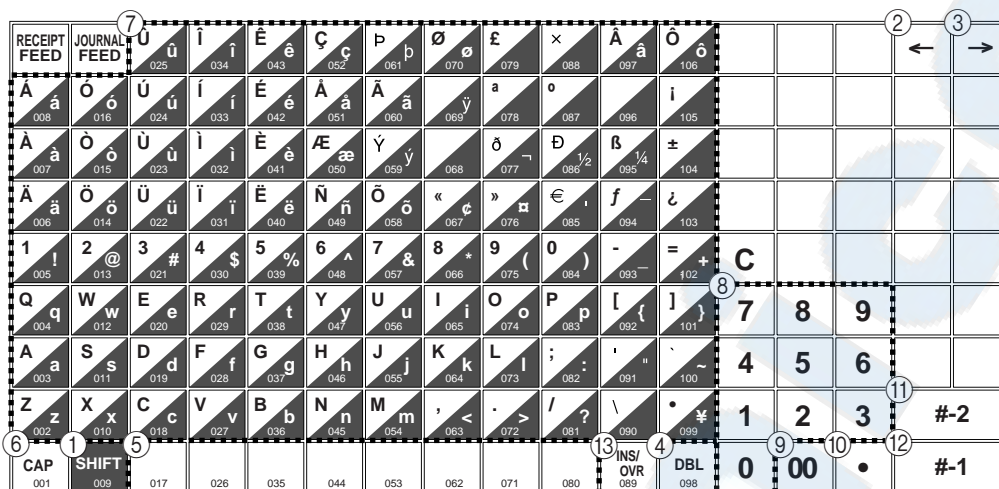 ⑦ ② ③
RECEIPT FEED JOURNAL FEED Û û 025 Î î 034 Ê ê 043 Ç ç 052 Þ þ 061 Ø ø 070 £ 079 × 088 Â â 097 Ô ô 106 ← →
Á á 008 Ó ó 016 Ú ú 024 Í í 033 É é 042 Å å 051 Ã ã 060 ÿ 069 ª 078 º 087 096 ¡ 105
À à 007 Ò ò 015 Ù ù 023 Ì ì 032 È è 041 Æ æ 050 Ý ý 059 068 ð ¬ 077 Ð ½ 086 ß ¼ 095 ± 104
Ä ä 006 Ö ö 014 Ü ü 022 Ï ï 031 Ë ë 040 Ñ ñ 049 Õ õ 058 « ¢ 067 » ¤ 076 € ' 085 ƒ _ 094 ¿ 103
1 ! 005 2 @ 013 3 # 021 4 $ 030 5 % 039 6 ^ 048 7 & 057 8 * 066 9 ( 075 0 ) 084 - _ 093 = + 102 C
⑧
Q q 004 W w 012 E e 020 R r 029 T t 038 Y y 047 U u 056 I i 065 O o 074 P p 083 [ { 092 ] } 101 7 8 9
A a 003 S s 011 D d 019 F f 028 G g 037 H h 046 J j 055 K k 064 L l 073 ; : 082 ' " 091 ` ~ 100 4 5 6
⑪
Z z 002 X x 010 C c 018 V v 027 B b 036 N n 045 M m 054 , < 063 . > 072 / ? 081 \ 090 • ¥ 099 1 2 3 #-2
⑥ ① ⑤ ⑬ ④ ⑨ ⑩ ⑫
CAP 001 SHIFT 009 017 026 035 044 053 062 071 080 INS/ OVR 089 DBL 098 0 00 • #-1